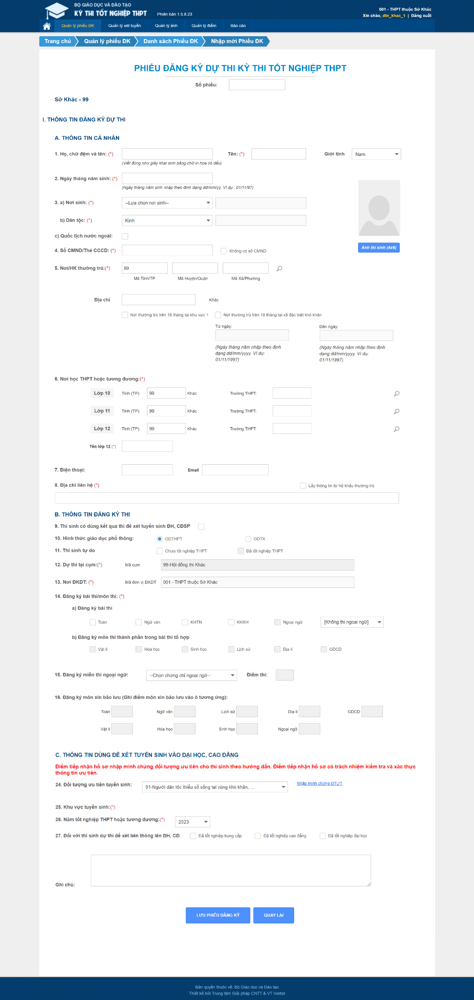 BỘ GIÁO DỤC VÀ ĐÀO TẠO
KỲ THI TỐT NGHIỆP THPT
Phiên bản 1.5.8.23
001 - THPT thuộc Sở Khác
Xin chào, dtn_khac_1 | Đăng xuất
Quản lý phiếu ĐK Quản lý xét tuyển Quản lý ảnh Quản lý điểm Báo cáo
Trang chủ Quản lý phiếu ĐK Danh sách Phiếu ĐK Nhập mới Phiếu ĐK
PHIẾU ĐĂNG KÝ DỰ THI KỲ THI TỐT NGHIỆP THPT
Số phiếu:
Sở Khác - 99
I. THÔNG TIN ĐĂNG KÝ DỰ THI
A. THÔNG TIN CÁ NHÂN
1. Họ, chữ đệm và tên: (*) Tên: (*) Giới tính Nam
(Viết đúng như giấy khai sinh bằng chữ in hoa có dấu)
2. Ngày tháng năm sinh: (*)
(Ngày tháng năm sinh nhập theo định dạng dd/mm/yy. Ví dụ : 01/11/97)
3. a) Nơi sinh: (*) --Lựa chọn nơi sinh--
b) Dân tộc: (*) Kinh
c) Quốc tịch nước ngoài:
4. Số CMND/Thẻ CCCD: (*) Không có số CMND
Ảnh thí sinh (4x6)
5. Nơi/HK thường trú:(*) 99
Mã Tỉnh/TP Mã Huyện/Quận Mã Xã/Phường
Địa chỉ Khác
Nơi thường trú trên 18 tháng tại khu vực 1 Nơi thường trú trên 18 tháng tại xã đặc biệt khó khăn
Từ ngày: Đến ngày:
(Ngày tháng năm nhập theo định dạng dd/mm/yyyy. Ví dụ: 01/11/1997) (Ngày tháng năm nhập theo định dạng dd/mm/yyyy. Ví dụ: 01/11/1997)
6. Nơi học THPT hoặc tương đương:(*)
Lớp 10 Tỉnh (TP): 99 Khác Trường THPT:
Lớp 11 Tỉnh (TP): 99 Khác Trường THPT:
Lớp 12 Tỉnh (TP): 99 Khác Trường THPT:
Tên lớp 12 (*)
7. Điện thoại: Email
8. Địa chỉ liên hệ (*) Lấy thông tin từ hộ khẩu thường trú
B. THÔNG TIN ĐĂNG KÝ THI
9. Thí sinh có dùng kết quả thi để xét tuyển sinh ĐH, CĐSP
10. Hình thức giáo dục phổ thông: GDTHPT GDTX
11. Thí sinh tự do Chưa tốt nghiệp THPT Đã tốt nghiệp THPT
12. Dự thi tại cụm:(*) Mã cụm 99-Hội đồng thi Khác
13. Nơi ĐKDT: (*) Mã đơn vị ĐKDT 001 - THPT thuộc Sở Khác
14. Đăng ký bài thi/môn thi: (*)
a) Đăng ký bài thi
Toán Ngữ văn KHTN KHXH Ngoại ngữ [Không thi ngoại ngữ]
b) Đăng ký môn thi thành phần trong bài thi tổ hợp
Vật lí Hóa học Sinh học Lịch sử Địa lí GDCD
15. Đăng ký miễn thi ngoại ngữ: --Chọn chứng chỉ ngoại ngữ-- Điểm thi:
16. Đăng ký môn xin bảo lưu (Ghi điểm môn xin bảo lưu vào ô tương ứng):
Toán Ngữ văn Lịch sử Địa lí GDCD
Vật lí Hóa học Sinh học Ngoại ngữ
C. THÔNG TIN DÙNG ĐỂ XÉT TUYỂN SINH VÀO ĐẠI HỌC, CAO ĐẲNG
Điểm tiếp nhận hồ sơ nhập minh chứng đối tượng ưu tiên cho thí sinh theo hướng dẫn. Điểm tiếp nhận hồ sơ có trách nhiệm kiểm tra và xác thực
thông tin ưu tiên.
24. Đối tượng ưu tiên tuyển sinh: 01-Người dân tộc thiểu số sống tại vùng khó khăn, ... Nhập minh chứng ĐTƯT
25. Khu vực tuyển sinh:(*)
26. Năm tốt nghiệp THPT hoặc tương đương:(*) 2023
27. Đối với thí sinh dự thi để xét liên thông lên ĐH, CĐ Đã tốt nghiệp trung cấp Đã tốt nghiệp cao đẳng Đã tốt nghiệp đại học
Ghi chú:
LƯU PHIẾU ĐĂNG KÝ QUAY LẠI
Bản quyền thuộc về: Bộ Giáo dục và Đào tạo
Thiết kế bởi Trung tâm Giải pháp CNTT & VT Viettel